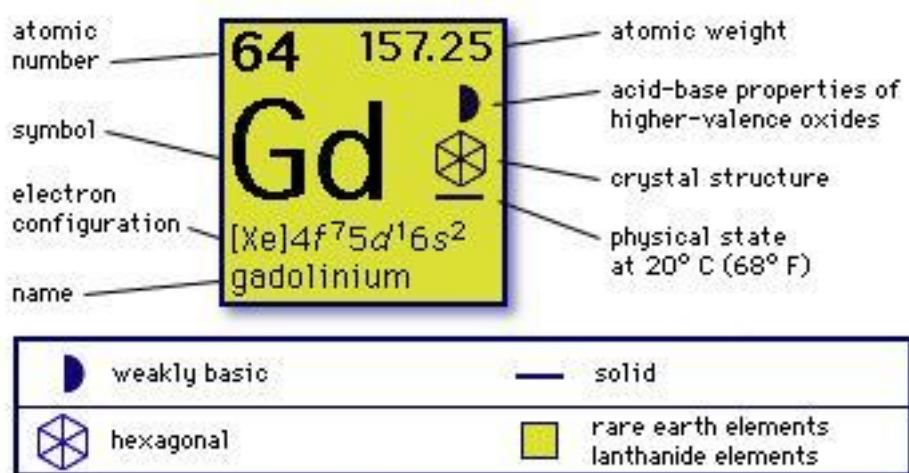 atomic
number
64
157.25
atomic weight
symbol
Gd
acid-base properties of
higher-valence oxides
crystal structure
electron
configuration
[Xe]4f⁷5d¹6s²
physical state
at 20° C (68° F)
name
gadolinium
weakly basic
solid
hexagonal
rare earth elements
lanthanide elements